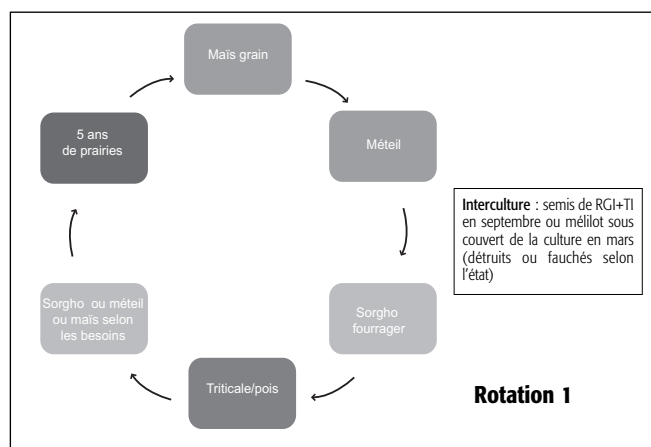 Maïs grain
Méteil
Interculture : semis de RGI+TI
en septembre ou mélilot sous
couvert de la culture en mars
(détruits ou fauchés selon
l'état)
Sorgho
fourrager
Triticale/pois
Sorgho ou méteil
ou maïs selon
les besoins
5 ans
de prairies
Rotation 1